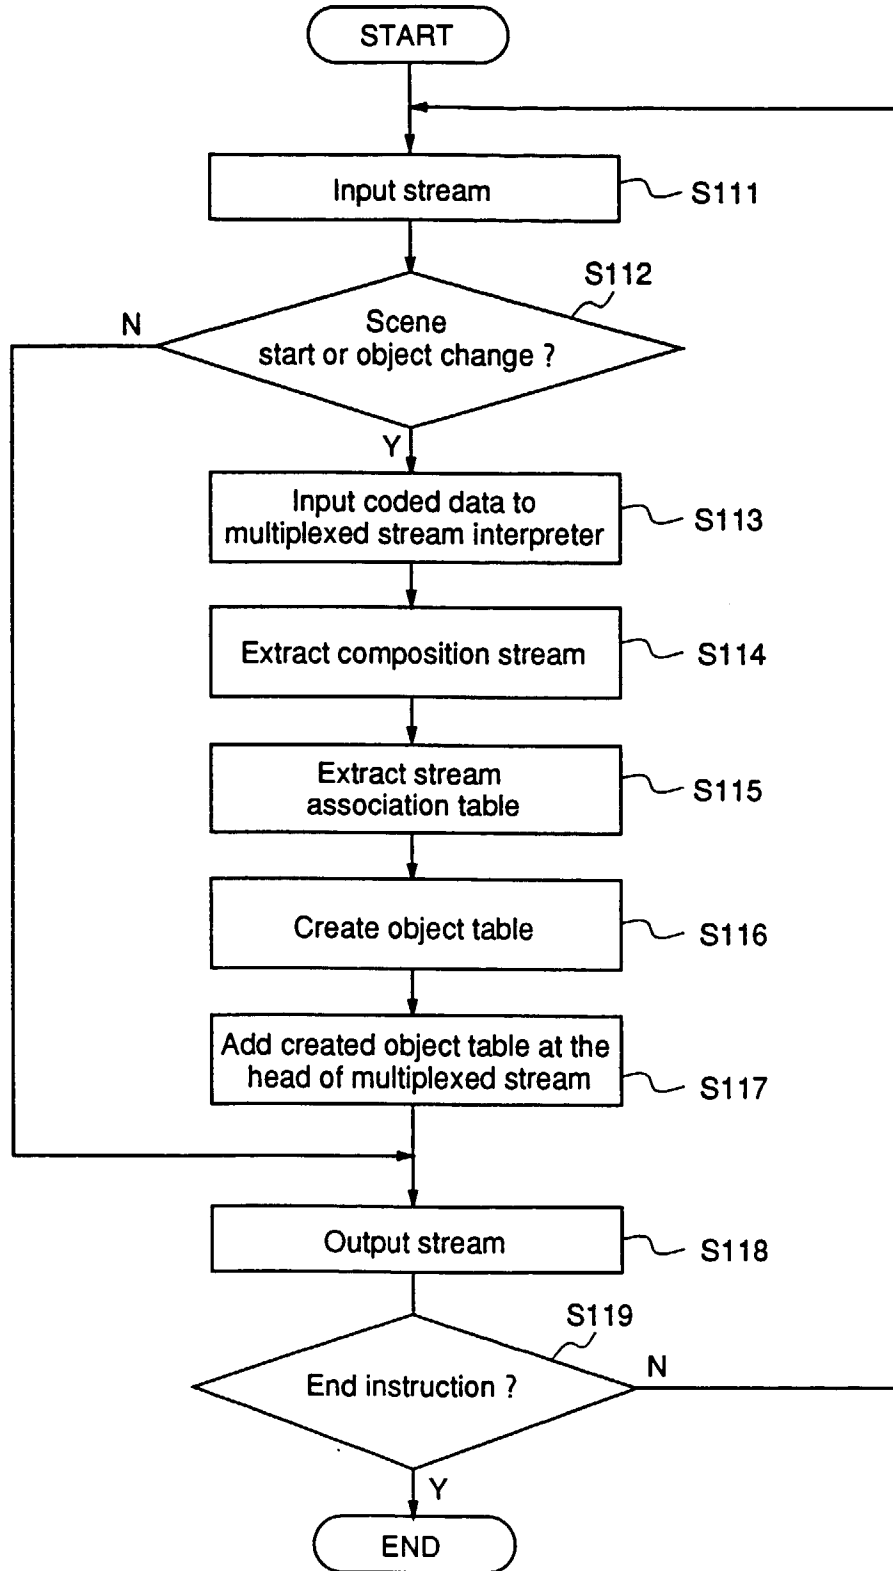 START
Input stream
S111
S112
N
Scene
start or object change ?
Y
Input coded data to
multiplexed stream interpreter
S113
Extract composition stream
S114
Extract stream
association table
S115
Create object table
S116
Add created object table at the
head of multiplexed stream
S117
Output stream
S118
S119
End instruction ?
N
Y
END